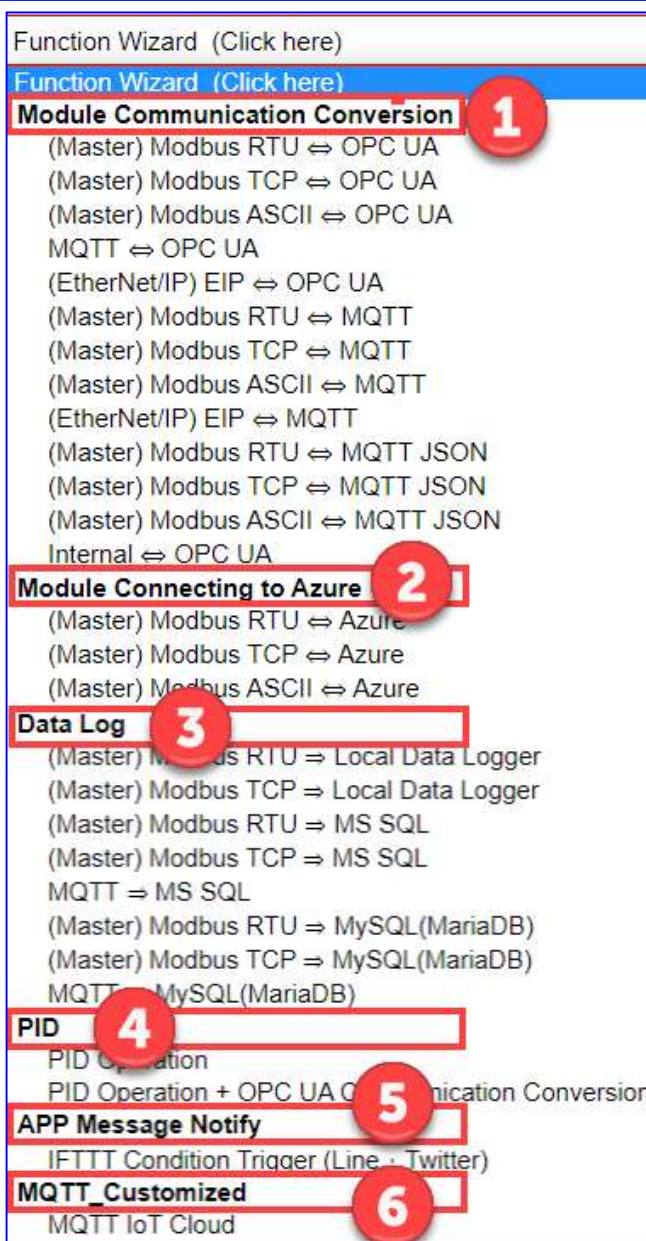 Function Wizard (Click here)
Function Wizard (Click here)
Module Communication Conversion 1
(Master) Modbus RTU ⇔ OPC UA
(Master) Modbus TCP ⇔ OPC UA
(Master) Modbus ASCII ⇔ OPC UA
MQTT ⇔ OPC UA
(EtherNet/IP) EIP ⇔ OPC UA
(Master) Modbus RTU ⇔ MQTT
(Master) Modbus TCP ⇔ MQTT
(Master) Modbus ASCII ⇔ MQTT
(EtherNet/IP) EIP ⇔ MQTT
(Master) Modbus RTU ⇔ MQTT JSON
(Master) Modbus TCP ⇔ MQTT JSON
(Master) Modbus ASCII ⇔ MQTT JSON
Internal ⇔ OPC UA
Module Connecting to Azure 2
(Master) Modbus RTU ⇔ Azure
(Master) Modbus TCP ⇔ Azure
(Master) Modbus ASCII ⇔ Azure
Data Log 3
(Master) Modbus RTU ⇒ Local Data Logger
(Master) Modbus TCP ⇒ Local Data Logger
(Master) Modbus RTU ⇒ MS SQL
(Master) Modbus TCP ⇒ MS SQL
MQTT ⇒ MS SQL
(Master) Modbus RTU ⇒ MySQL(MariaDB)
(Master) Modbus TCP ⇒ MySQL(MariaDB)
MQTT MySQL(MariaDB)
PID 4
PID Operation
PID Operation + OPC UA Conversion 5
APP Message Notify
IFTTT Condition Trigger (Line、Twitter)
MQTT_Customized 6
MQTT IoT Cloud